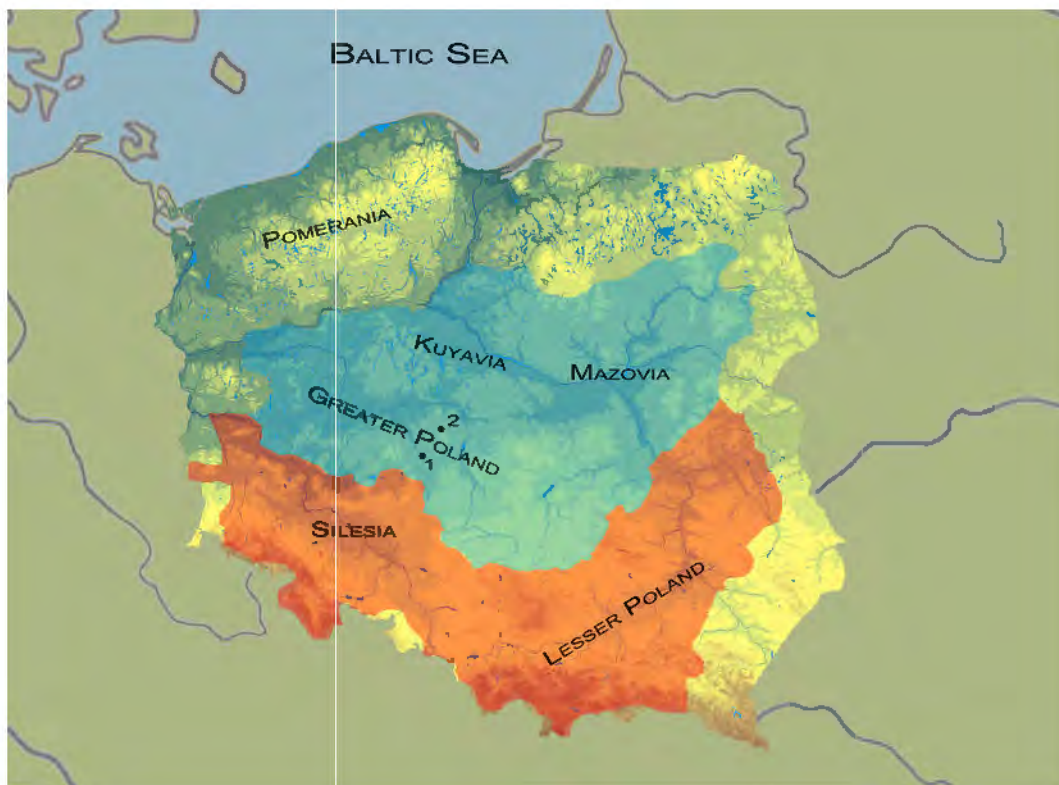 BALTIC SEA
POMERANIA
KUYAVIA
MAZOVIA
GREATER POLAND
2
1
SILESIA
LESSER POLAND